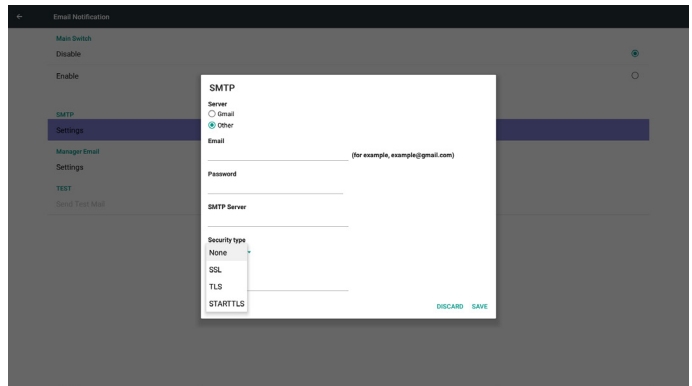 Email Notification
Main Switch
Disable
Enable
SMTP
Settings
Manager Email
Settings
TEST
Send Test Mail
SMTP
Server
Gmail
Other
Email
(for example, example@gmail.com)
Password
SMTP Server
Security type
None
SSL
TLS
STARTTLS
DISCARD SAVE